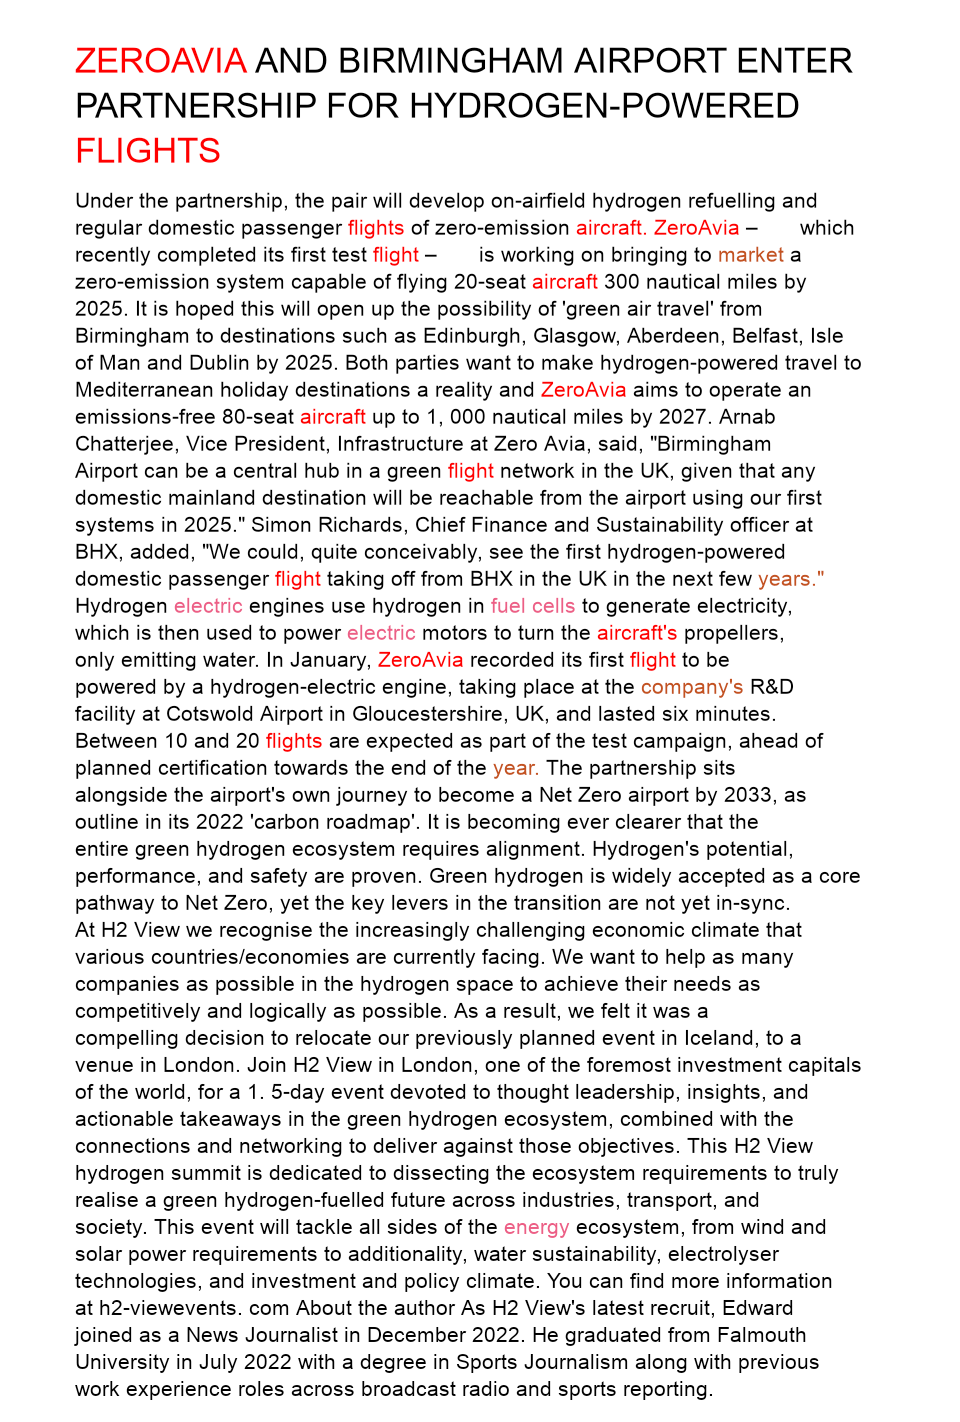 ZEROAVIA AND BIRMINGHAM AIRPORT ENTER
PARTNERSHIP FOR HYDROGEN-POWERED
FLIGHTS
Under the partnership, the pair will develop on-airfield hydrogen refuelling and
regular domestic passenger flights of zero-emission aircraft. ZeroAvia – which
recently completed its first test flight – is working on bringing to market a
zero-emission system capable of flying 20-seat aircraft 300 nautical miles by
2025. It is hoped this will open up the possibility of 'green air travel' from
Birmingham to destinations such as Edinburgh, Glasgow, Aberdeen, Belfast, Isle
of Man and Dublin by 2025. Both parties want to make hydrogen-powered travel to
Mediterranean holiday destinations a reality and ZeroAvia aims to operate an
emissions-free 80-seat aircraft up to 1, 000 nautical miles by 2027. Arnab
Chatterjee, Vice President, Infrastructure at Zero Avia, said, "Birmingham
Airport can be a central hub in a green flight network in the UK, given that any
domestic mainland destination will be reachable from the airport using our first
systems in 2025." Simon Richards, Chief Finance and Sustainability officer at
BHX, added, "We could, quite conceivably, see the first hydrogen-powered
domestic passenger flight taking off from BHX in the UK in the next few years."
Hydrogen electric engines use hydrogen in fuel cells to generate electricity,
which is then used to power electric motors to turn the aircraft's propellers,
only emitting water. In January, ZeroAvia recorded its first flight to be
powered by a hydrogen-electric engine, taking place at the company's R&D
facility at Cotswold Airport in Gloucestershire, UK, and lasted six minutes.
Between 10 and 20 flights are expected as part of the test campaign, ahead of
planned certification towards the end of the year. The partnership sits
alongside the airport's own journey to become a Net Zero airport by 2033, as
outline in its 2022 'carbon roadmap'. It is becoming ever clearer that the
entire green hydrogen ecosystem requires alignment. Hydrogen's potential,
performance, and safety are proven. Green hydrogen is widely accepted as a core
pathway to Net Zero, yet the key levers in the transition are not yet in-sync.
At H2 View we recognise the increasingly challenging economic climate that
various countries/economies are currently facing. We want to help as many
companies as possible in the hydrogen space to achieve their needs as
competitively and logically as possible. As a result, we felt it was a
compelling decision to relocate our previously planned event in Iceland, to a
venue in London. Join H2 View in London, one of the foremost investment capitals
of the world, for a 1. 5-day event devoted to thought leadership, insights, and
actionable takeaways in the green hydrogen ecosystem, combined with the
connections and networking to deliver against those objectives. This H2 View
hydrogen summit is dedicated to dissecting the ecosystem requirements to truly
realise a green hydrogen-fuelled future across industries, transport, and
society. This event will tackle all sides of the energy ecosystem, from wind and
solar power requirements to additionality, water sustainability, electrolyser
technologies, and investment and policy climate. You can find more information
at h2-viewevents. com About the author As H2 View's latest recruit, Edward
joined as a News Journalist in December 2022. He graduated from Falmouth
University in July 2022 with a degree in Sports Journalism along with previous
work experience roles across broadcast radio and sports reporting.